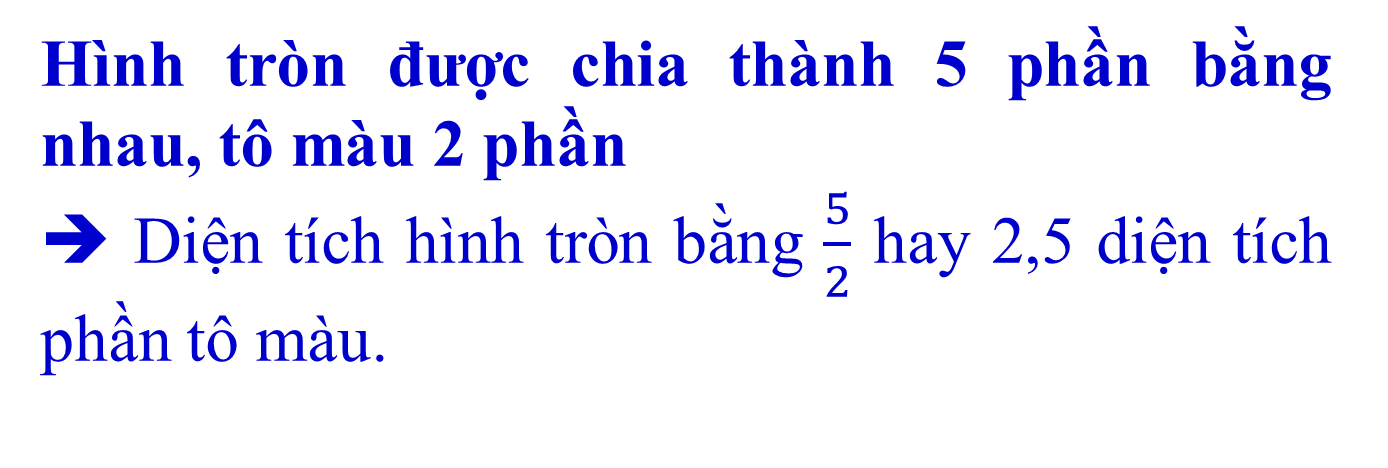 Hình tròn được chia thành 5 phần bằng
nhau, tô màu 2 phần
➔ Diện tích hình tròn bằng 5/2 hay 2,5 diện tích
phần tô màu.